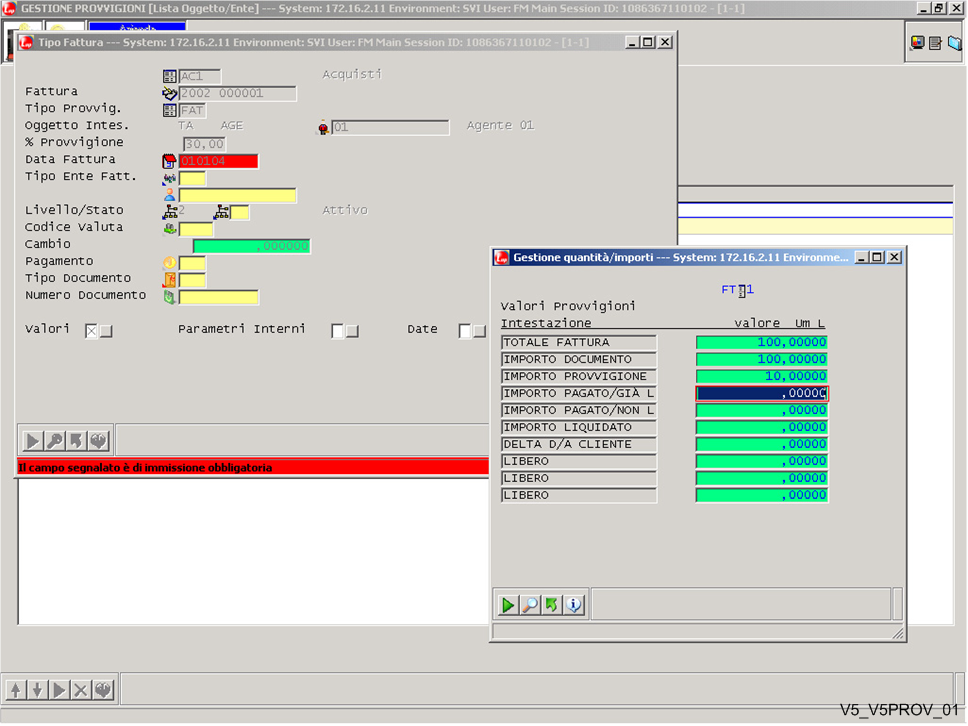 GESTIONE PROVVIGIONI [Lista Oggetto/Ente] --- System: 172.16.2.11 Environment: SVI User: FM Main Session ID: 1086367110102 - [1-1]
Azienda
Tipo Fattura --- System: 172.16.2.11 Environment: SVI User: FM Main Session ID: 1086367110102 - [1-1]
AC1 Acquisti
Fattura 2002 000001
Tipo Provvig. FAT
Oggetto Intes. TA AGE 01 Agente 01
% Provvigione 30,00
Data Fattura 010104
Tipo Ente Fatt.
Livello/Stato 2 Attivo
Codice Valuta
Cambio ,000000
Pagamento
Tipo Documento
Numero Documento
Valori Parametri Interni Date
Il campo segnalato è di immissione obbligatoria
Gestione quantità/importi --- System: 172.16.2.11 Environme...
FT 1
Valori Provvigioni
Intestazione valore Um L
TOTALE FATTURA 100,00000
IMPORTO DOCUMENTO 100,00000
IMPORTO PROVVIGIONE 10,00000
IMPORTO PAGATO/GIA L ,00000
IMPORTO PAGATO/NON L ,00000
IMPORTO LIQUIDATO ,00000
DELTA D/A CLIENTE ,00000
LIBERO ,00000
LIBERO ,00000
LIBERO ,00000
V5_V5PROV_01